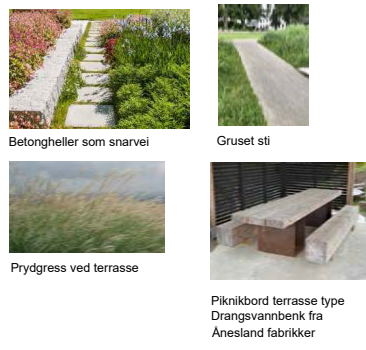 Betongheller som snarvei
Gruset sti
Prydgress ved terrasse
Piknikbord terrasse type
Drangsvannbenk fra
Ånesland fabrikker